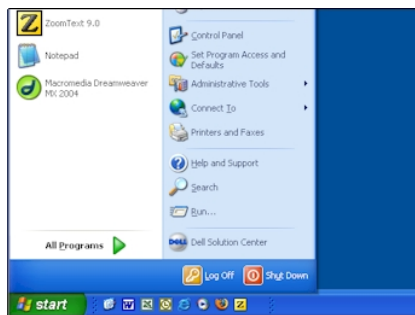 ZoomText 9.0
Notepad
Macromedia Dreamweaver
MX 2004
All Programs
Control Panel
Set Program Access and
Defaults
Administrative Tools
Connect To
Printers and Faxes
Help and Support
Search
Run...
DELL Dell Solution Center
Log Off Shut Down
start